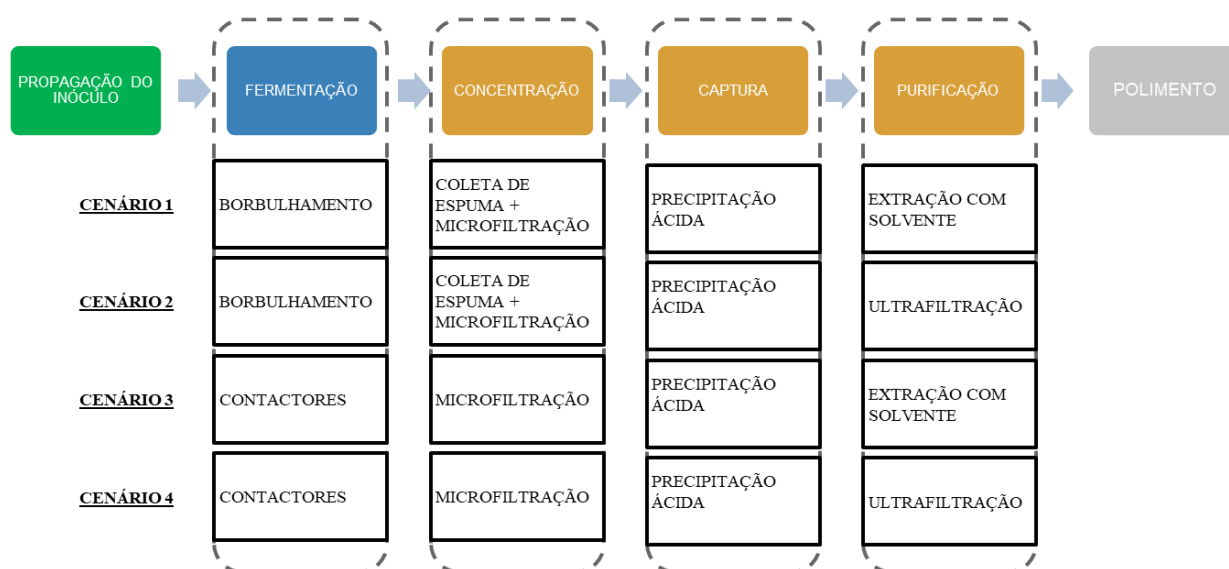 PROPAGAÇÃO DO
INÓCULO
FERMENTAÇÃO
CONCENTRAÇÃO
CAPTURA
PURIFICAÇÃO
POLIMENTO
CENÁRIO 1
BORBULHAMENTO
COLETA DE
ESPUMA +
MICROFILTRAÇÃO
PRECIPITAÇÃO
ÁCIDA
EXTRAÇÃO COM
SOLVENTE
CENÁRIO 2
BORBULHAMENTO
COLETA DE
ESPUMA +
MICROFILTRAÇÃO
PRECIPITAÇÃO
ÁCIDA
ULTRAFILTRAÇÃO
CENÁRIO 3
CONTACTORES
MICROFILTRAÇÃO
PRECIPITAÇÃO
ÁCIDA
EXTRAÇÃO COM
SOLVENTE
CENÁRIO 4
CONTACTORES
MICROFILTRAÇÃO
PRECIPITAÇÃO
ÁCIDA
ULTRAFILTRAÇÃO